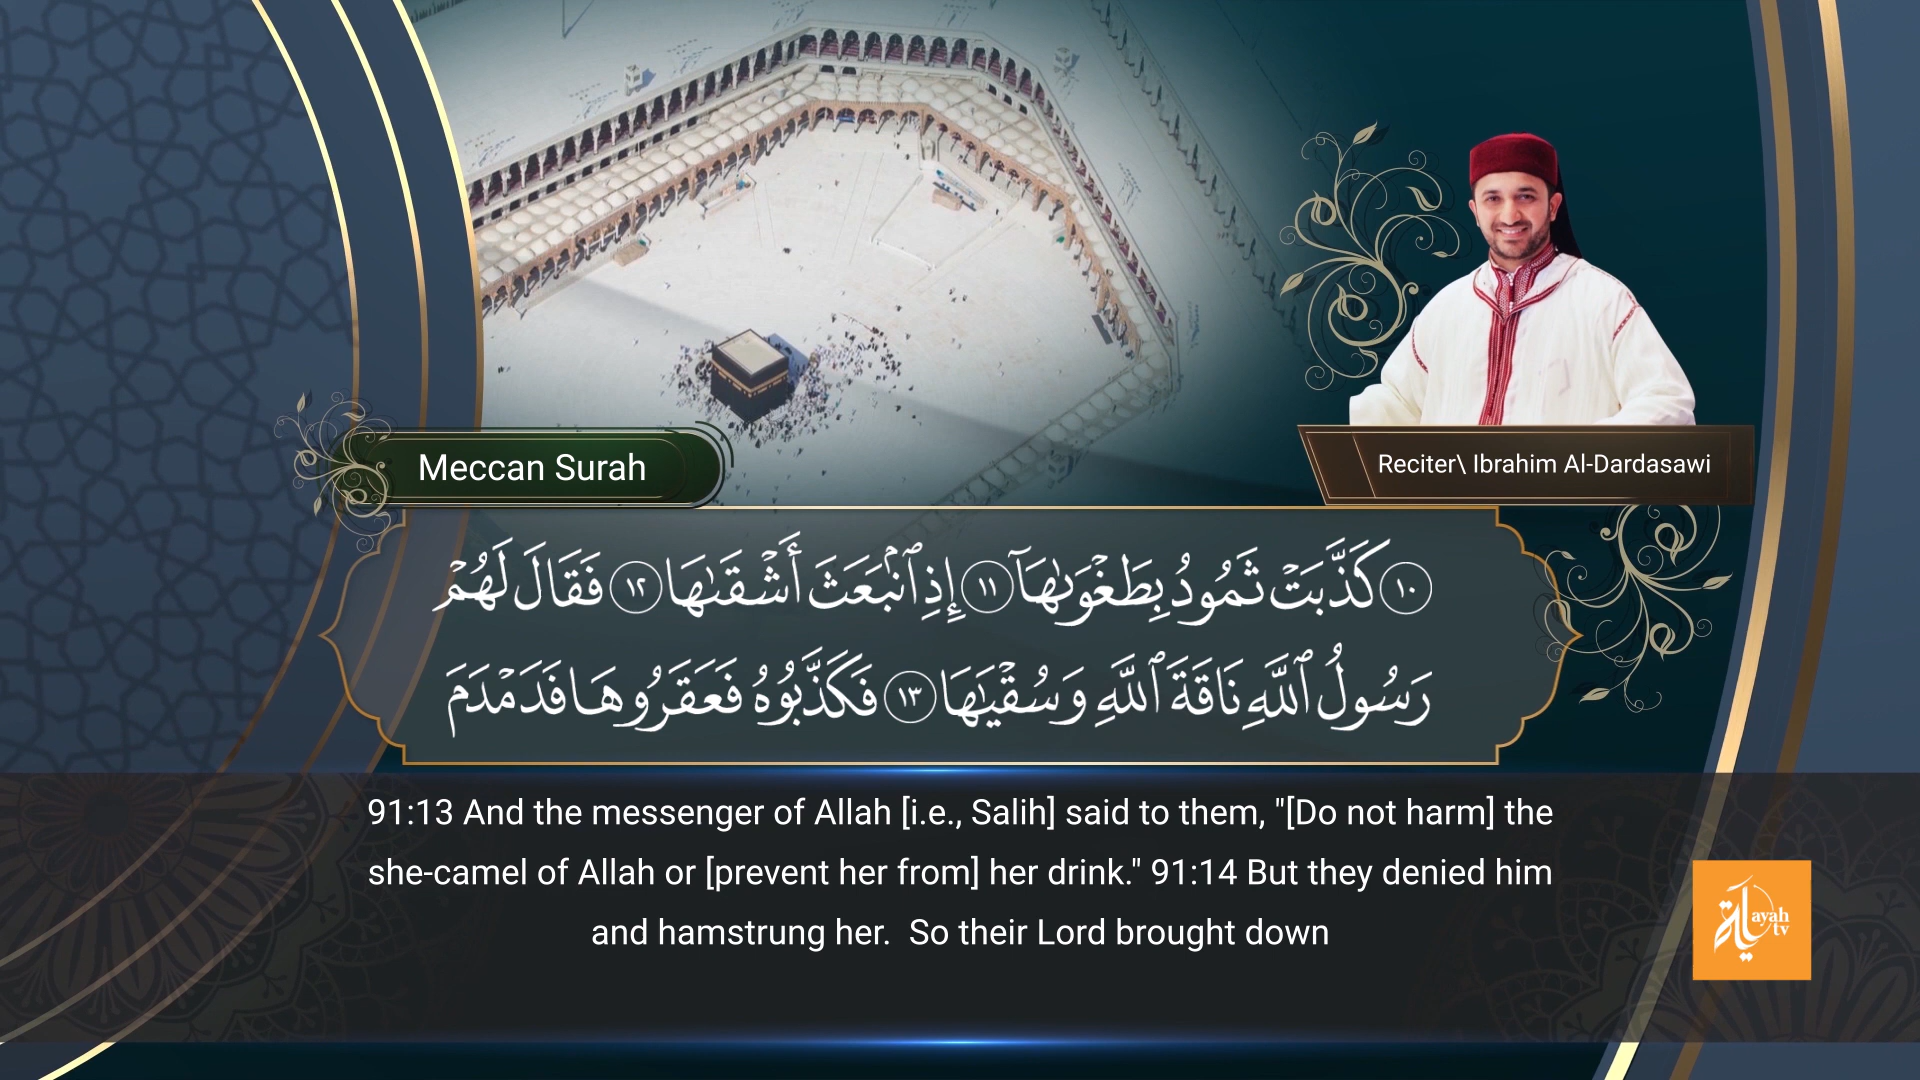 Meccan Surah
Reciter\ Ibrahim Al-Dardasawi
١٠ كَذَّبَتْ ثَمُودُ بِطَغْوَىٰهَآ ١١ إِذِ ٱنۢبَعَثَ أَشْقَىٰهَا ١٢ فَقَالَ لَهُمْ
رَسُولُ ٱللَّهِ نَاقَةَ ٱللَّهِ وَسُقْيَٰهَا ١٣ فَكَذَّبُوهُ فَعَقَرُوهَا فَدَمْدَمَ
91:13 And the messenger of Allah [i.e., Salih] said to them, "[Do not harm] the
she-camel of Allah or [prevent her from] her drink." 91:14 But they denied him
and hamstrung her.  So their Lord brought down
آية
ayah
tv